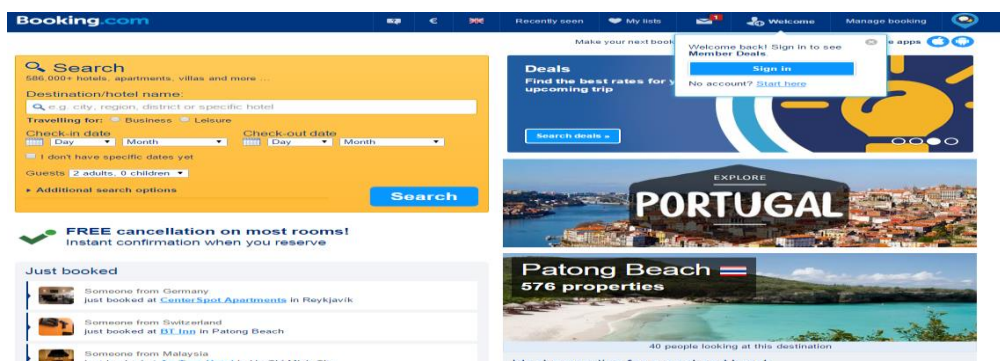 Booking.com
€
Recently seen
My lists
1
Welcome
Manage booking
Make your next book
apps
Welcome back! Sign in to see
Member Deals.
Sign in
No account? Start here
Search
586,000+ hotels, apartments, villas and more ...
Destination/hotel name:
e.g. city, region, district or specific hotel
Travelling for: Business Leisure
Check-in date Check-out date
Day Month Day Month
I don't have specific dates yet
Guests 2 adults, 0 children
Additional search options
Search
Deals
Find the best rates for y
upcoming trip
Search deals »
EXPLORE
PORTUGAL
FREE cancellation on most rooms!
Instant confirmation when you reserve
Just booked
Someone from Germany
just booked at CenterSpot Apartments in Reykjavík
Someone from Switzerland
just booked at BT Inn in Patong Beach
Someone from Malaysia
Patong Beach
576 properties
40 people looking at this destination